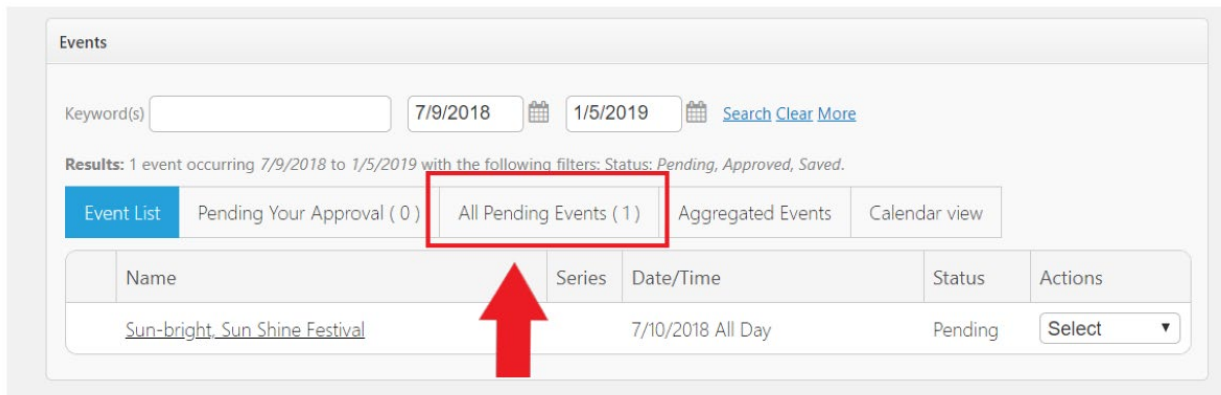 Events
Keyword(s) 7/9/2018 1/5/2019 Search Clear More
Results: 1 event occurring 7/9/2018 to 1/5/2019 with the following filters: Status: Pending, Approved, Saved.
Event List Pending Your Approval ( 0 ) All Pending Events ( 1 ) Aggregated Events Calendar view
Name Series Date/Time Status Actions
Sun-bright, Sun Shine Festival 7/10/2018 All Day Pending Select